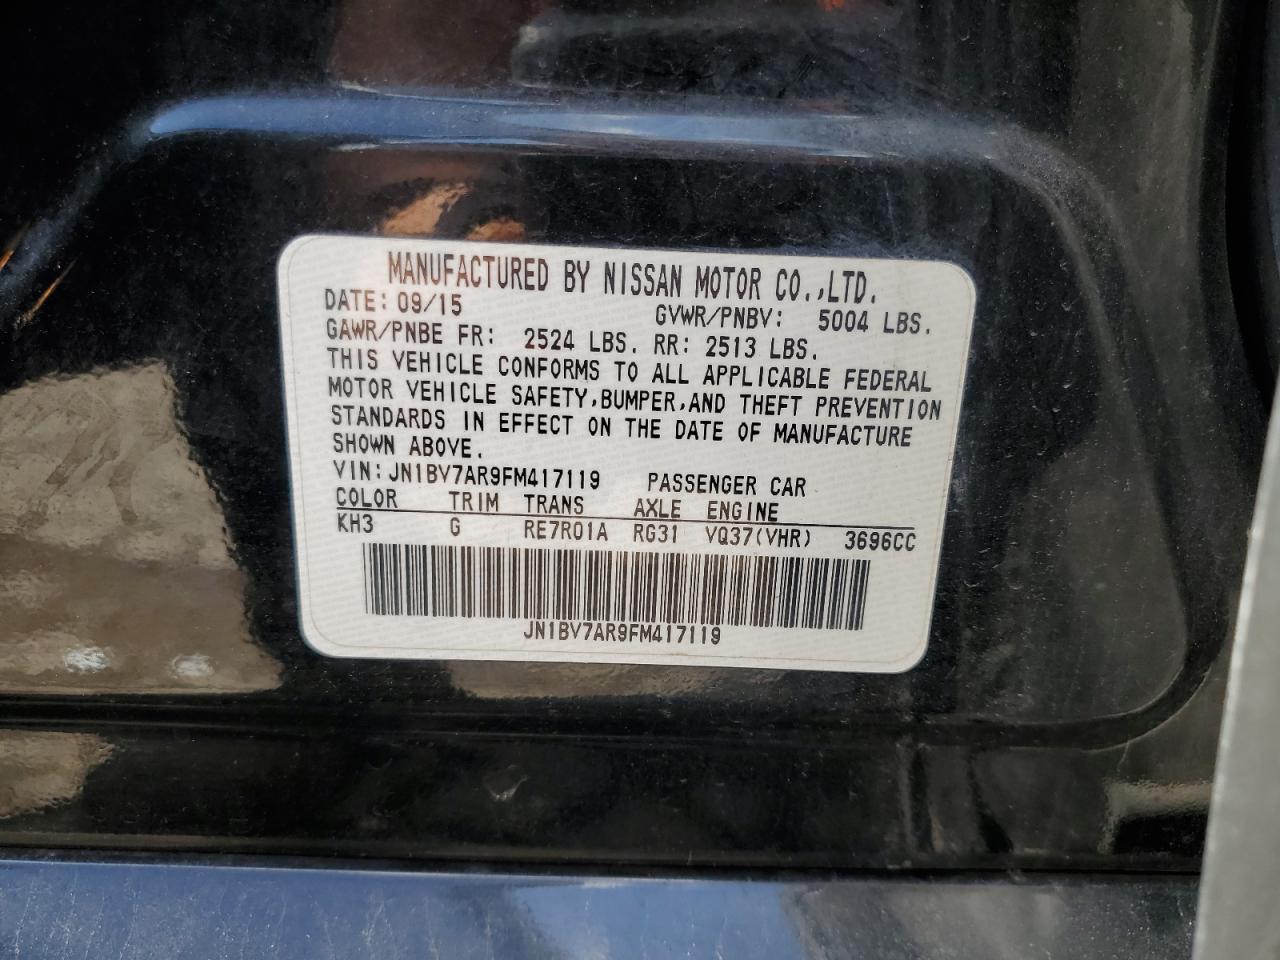 MANUFACTURED BY NISSAN MOTOR CO.,LTD.
DATE: 09/15 GVWR/PNBV: 5004 LBS.
GAWR/PNBE FR: 2524 LBS. RR: 2513 LBS.
THIS VEHICLE CONFORMS TO ALL APPLICABLE FEDERAL
MOTOR VEHICLE SAFETY,BUMPER,AND THEFT PREVENTION
STANDARDS IN EFFECT ON THE DATE OF MANUFACTURE
SHOWN ABOVE.
VIN: JN1BV7AR9FM417119 PASSENGER CAR
COLOR TRIM TRANS AXLE ENGINE
KH3 G RE7R01A RG31 VQ37(VHR) 3696CC
JN1BV7AR9FM417119